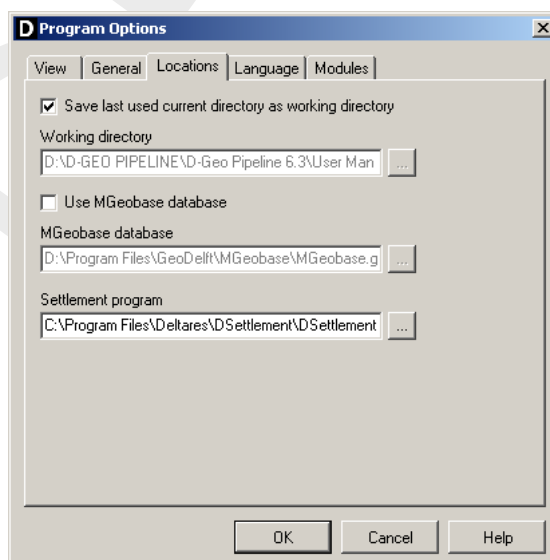 D Program Options
View General Locations Language Modules
Save last used current directory as working directory
Working directory
D:\D-GEO PIPELINE\D-Geo Pipeline 6.3\User Man ...
Use MGeobase database
MGeobase database
D:\Program Files\GeoDelft\MGeobase\MGeobase.g ...
Settlement program
C:\Program Files\Deltares\DSettlement\DSettlement ...
OK Cancel Help